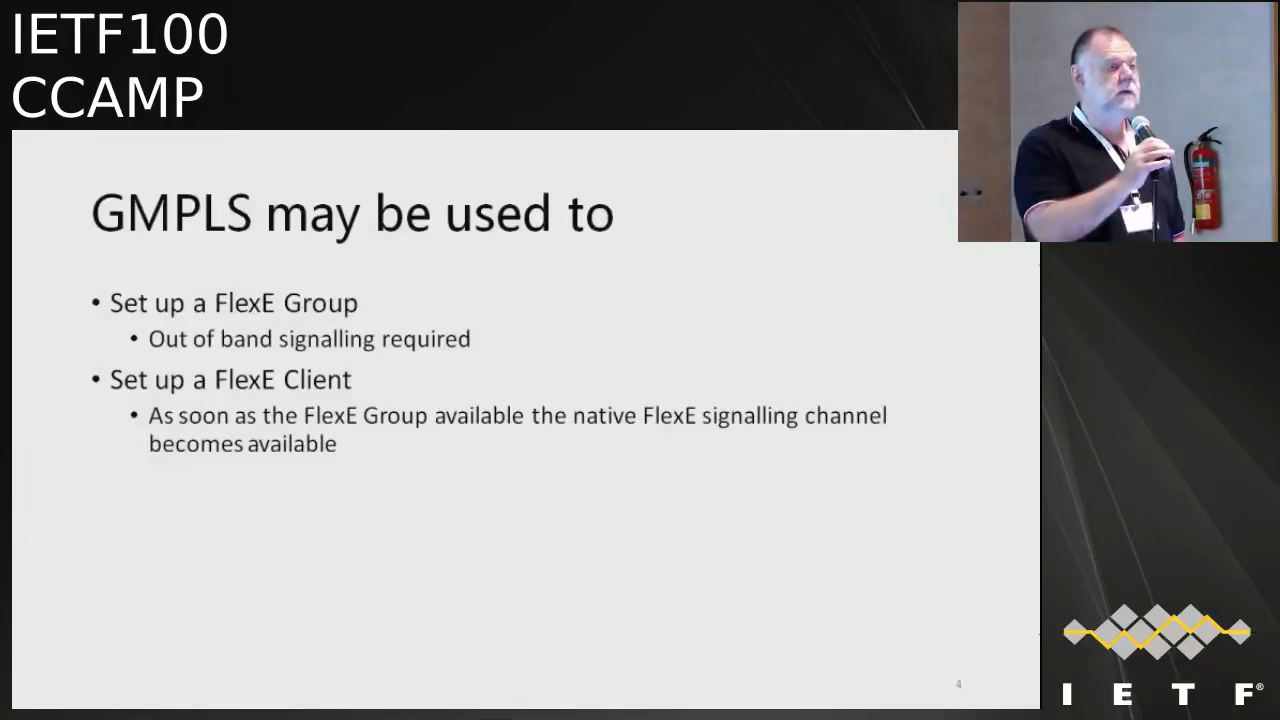 IETF100
CCAMP
GMPLS may be used to
• Set up a FlexE Group
• Out of band signalling required
• Set up a FlexE Client
• As soon as the FlexE Group available the native FlexE signalling channel
becomes available
4
I E T F®